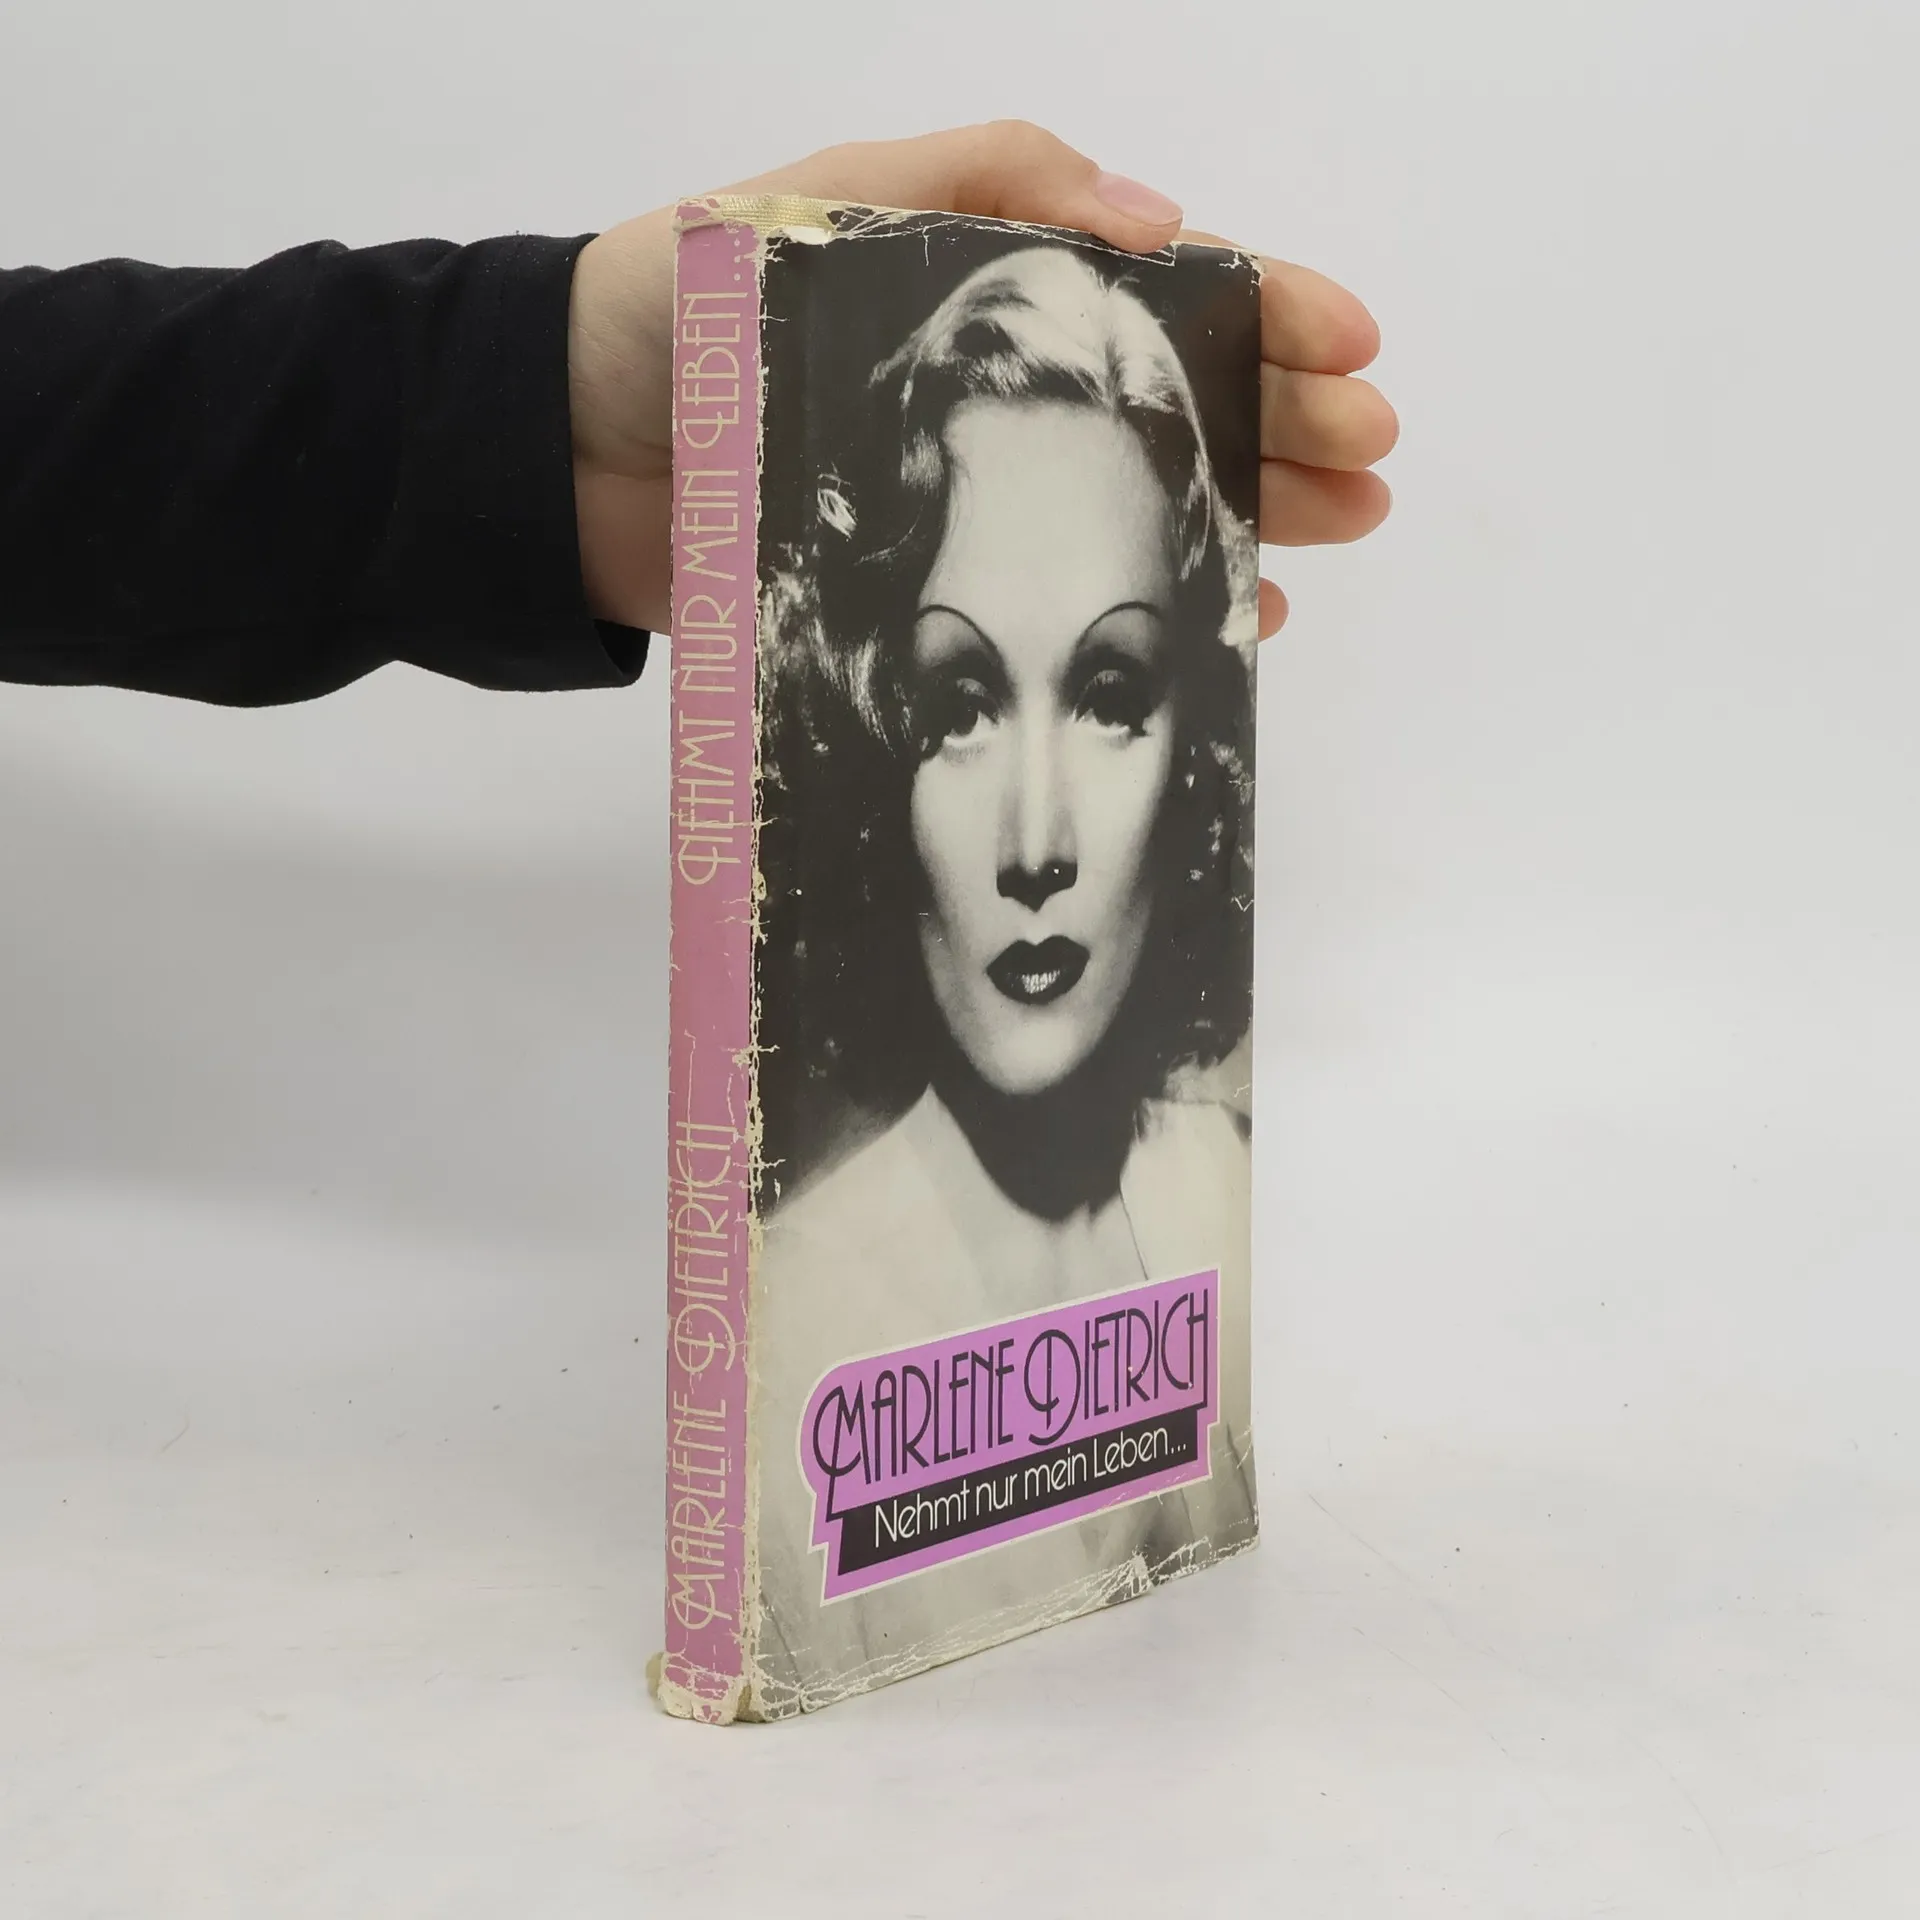 MARLENE DIETRICH NEHMT NUR MEIN LEBEN...
MARLENE DIETRICH
Nehmt nur mein Leben...